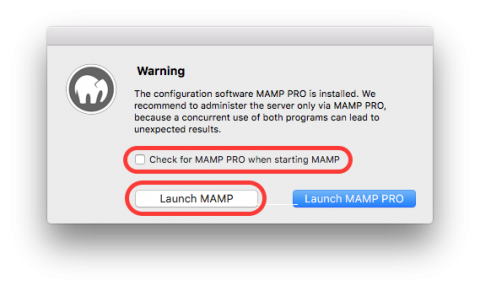 Warning
The configuration software MAMP PRO is installed. We
recommend to administer the server only via MAMP PRO,
because a concurrent use of both programs can lead to
unexpected results.
Check for MAMP PRO when starting MAMP
Launch MAMP
Launch MAMP PRO